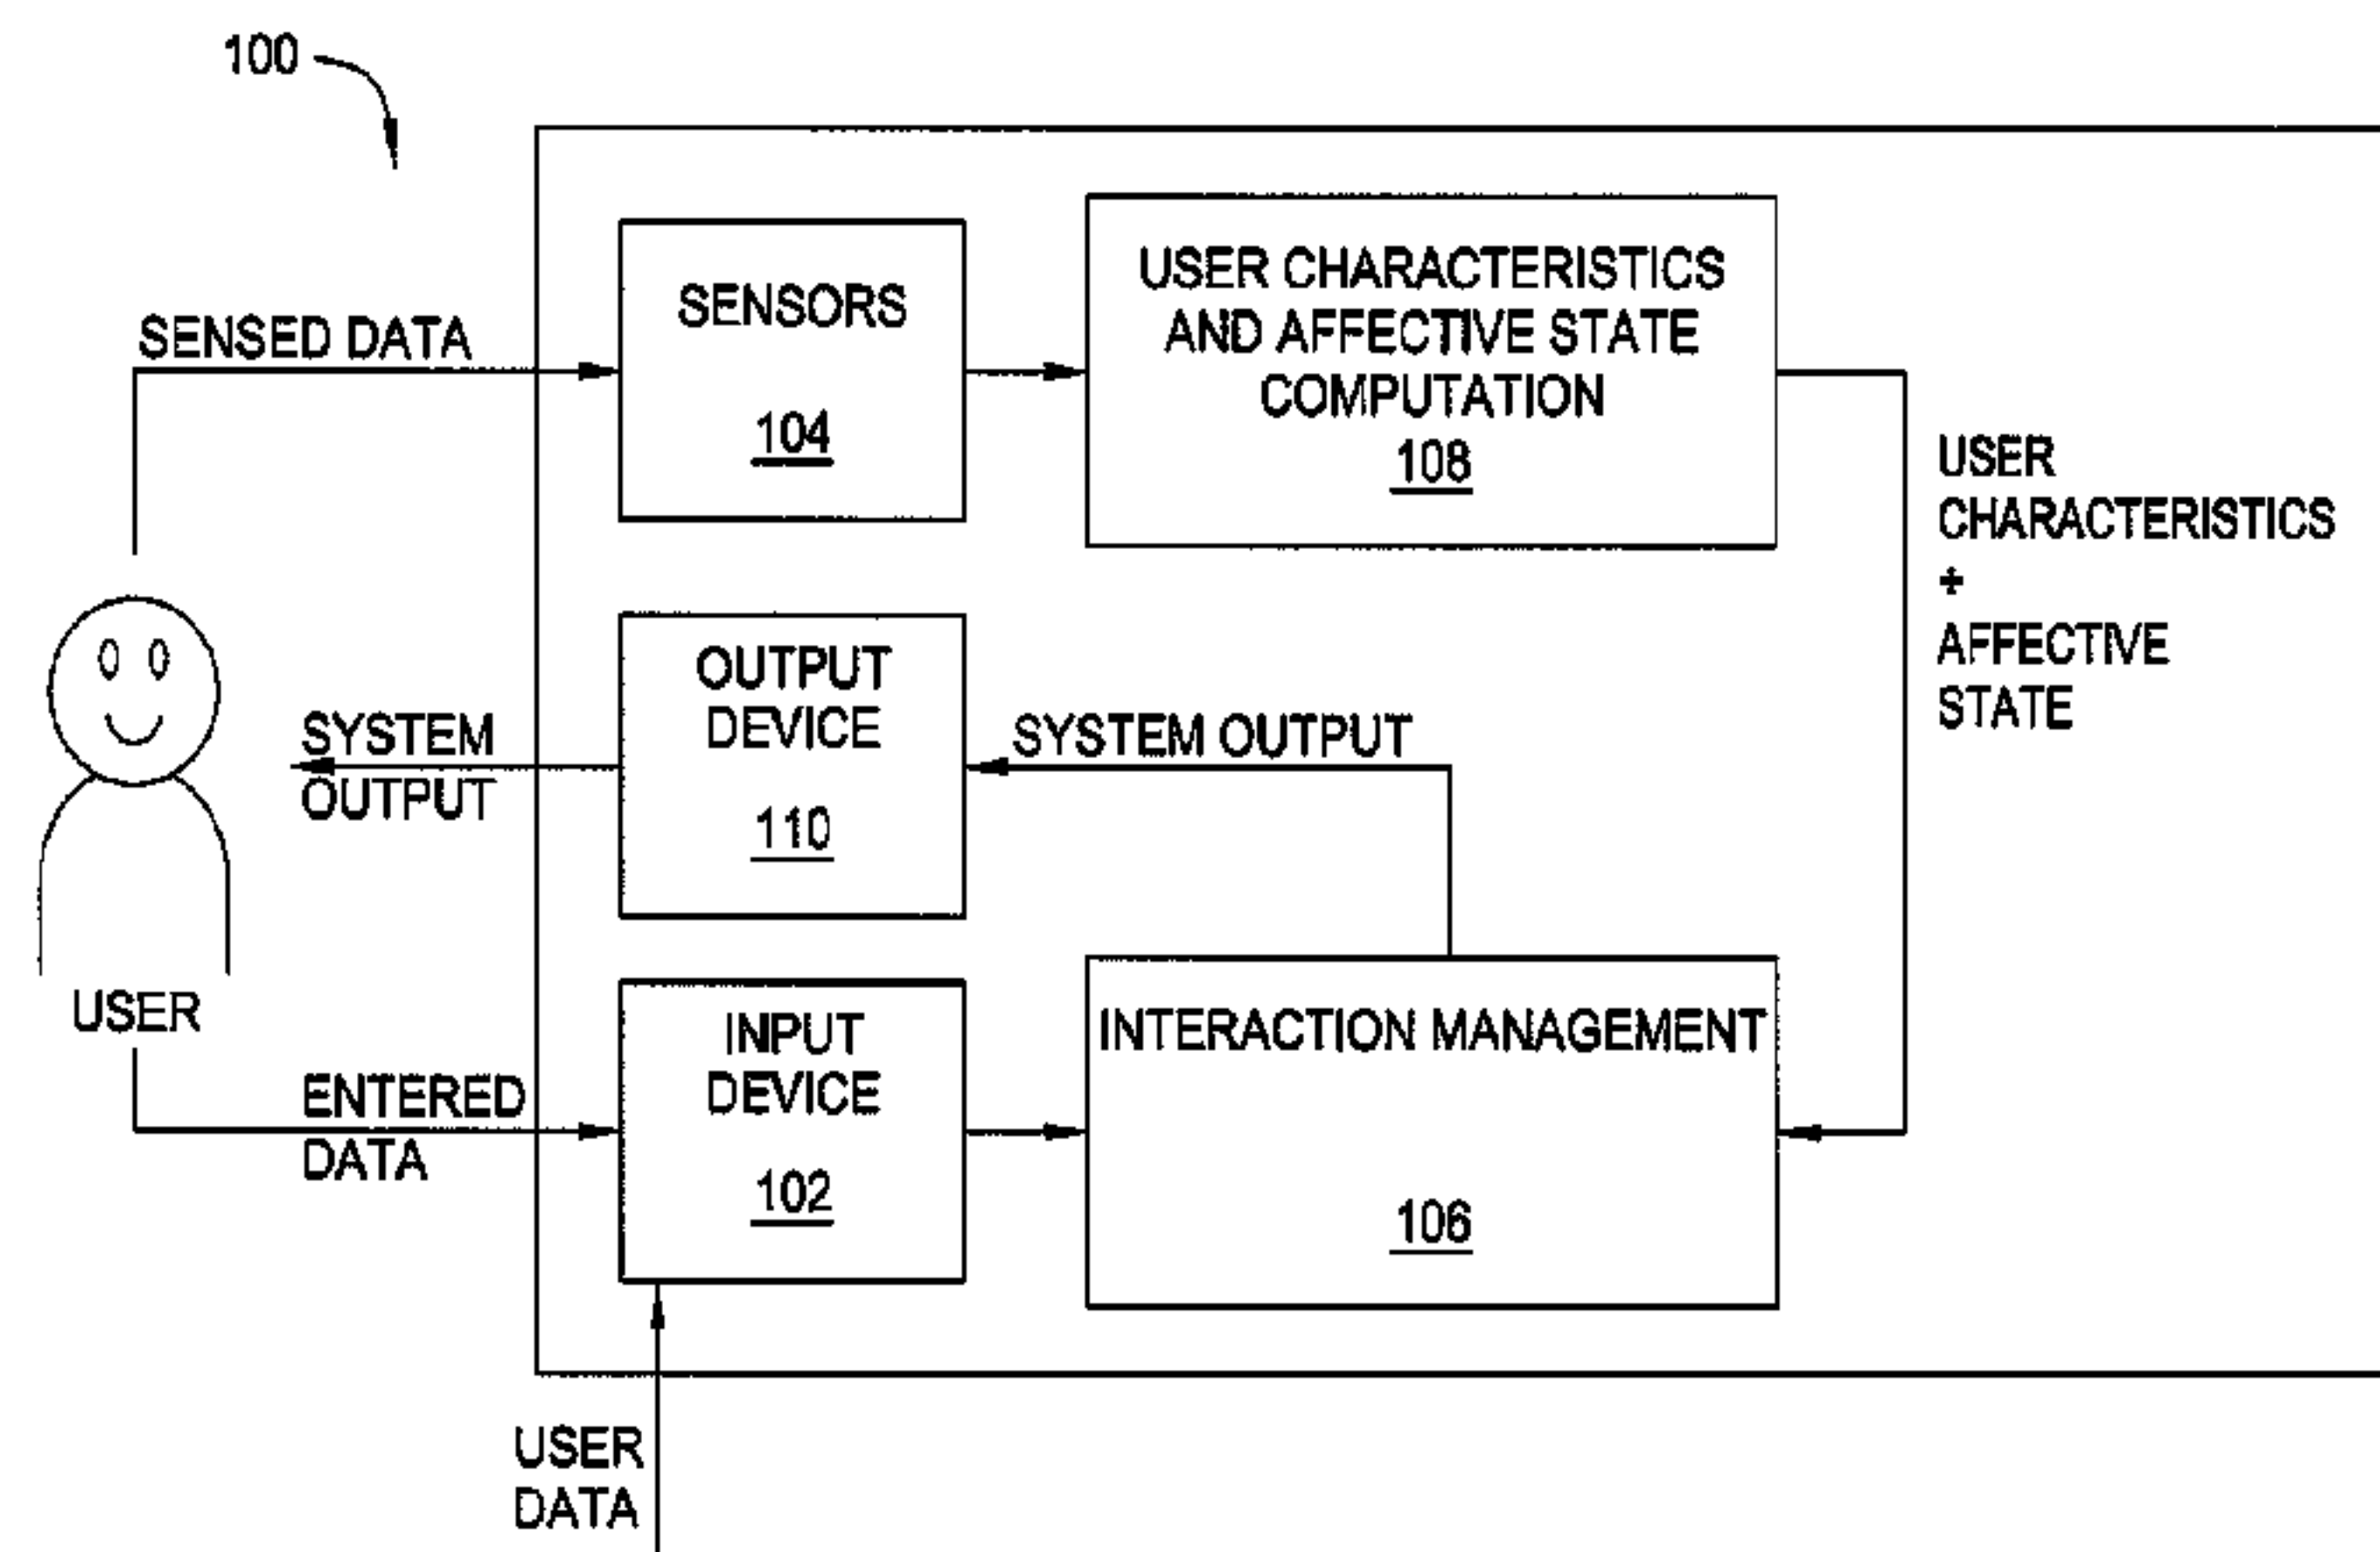 100
SENSED DATA
SENSORS
104
USER CHARACTERISTICS
AND AFFECTIVE STATE
COMPUTATION
108
USER
CHARACTERISTICS
+
AFFECTIVE
STATE
SYSTEM
OUTPUT
OUTPUT
DEVICE
110
SYSTEM OUTPUT
USER
ENTERED
DATA
INPUT
DEVICE
102
INTERACTION MANAGEMENT
106
USER
DATA